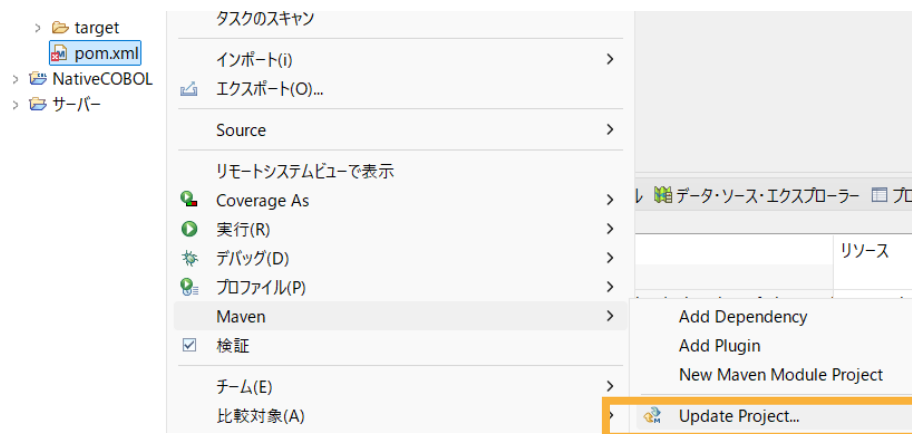 target
pom.xml
NativeCOBOL
サーバー
タスクのスキャン
インポート(i)
エクスポート(O)...
Source
リモートシステムビューで表示
Coverage As
実行(R)
デバッグ(D)
プロファイル(P)
Maven
検証
チーム(E)
比較対象(A)
データ・ソース・エクスプローラー
リソース
Add Dependency
Add Plugin
New Maven Module Project
Update Project...